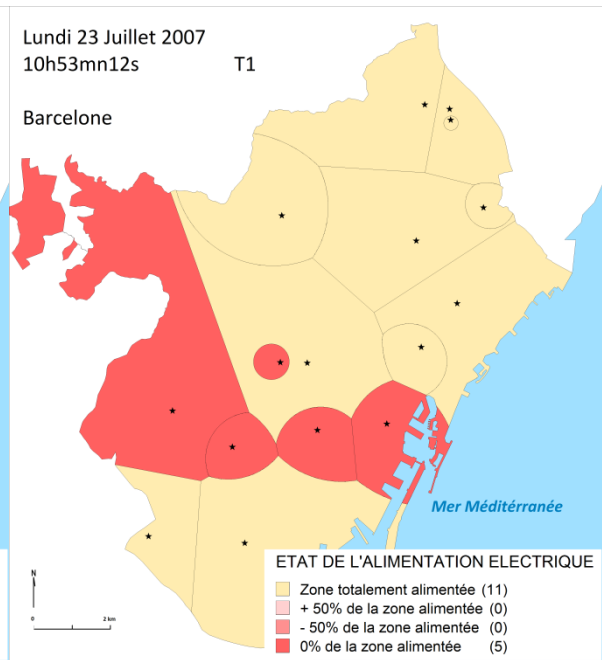 Lundi 23 Juillet 2007
10h53mn12s T1
Barcelone
Mer Méditérranée
ETAT DE L'ALIMENTATION ELECTRIQUE
Zone totalement alimentée (11)
+ 50% de la zone alimentée (0)
- 50% de la zone alimentée (0)
0% de la zone alimentée (5)
N
0 2 km